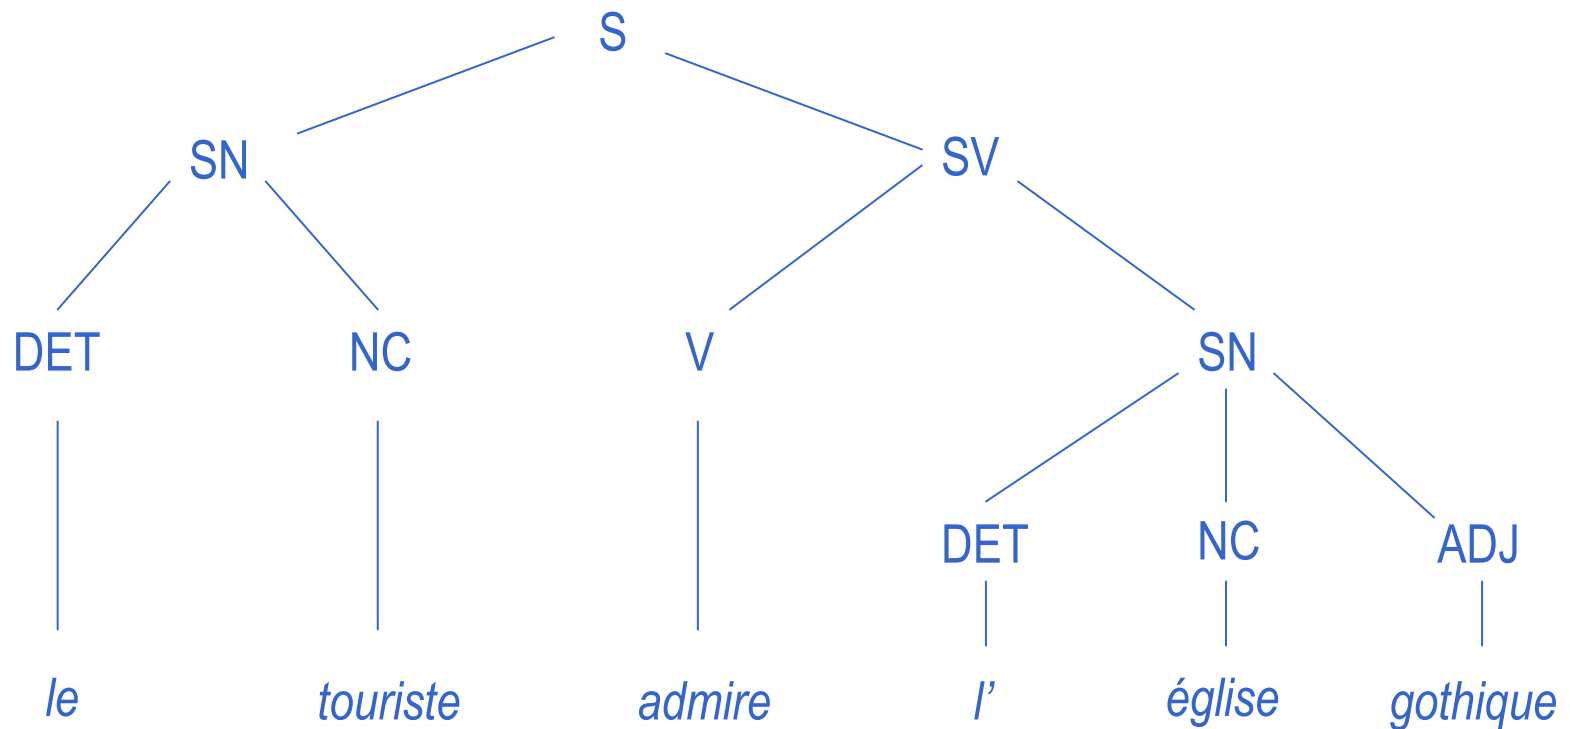 S
SN SV
DET NC V SN
DET NC ADJ
le touriste admire l’ église gothique